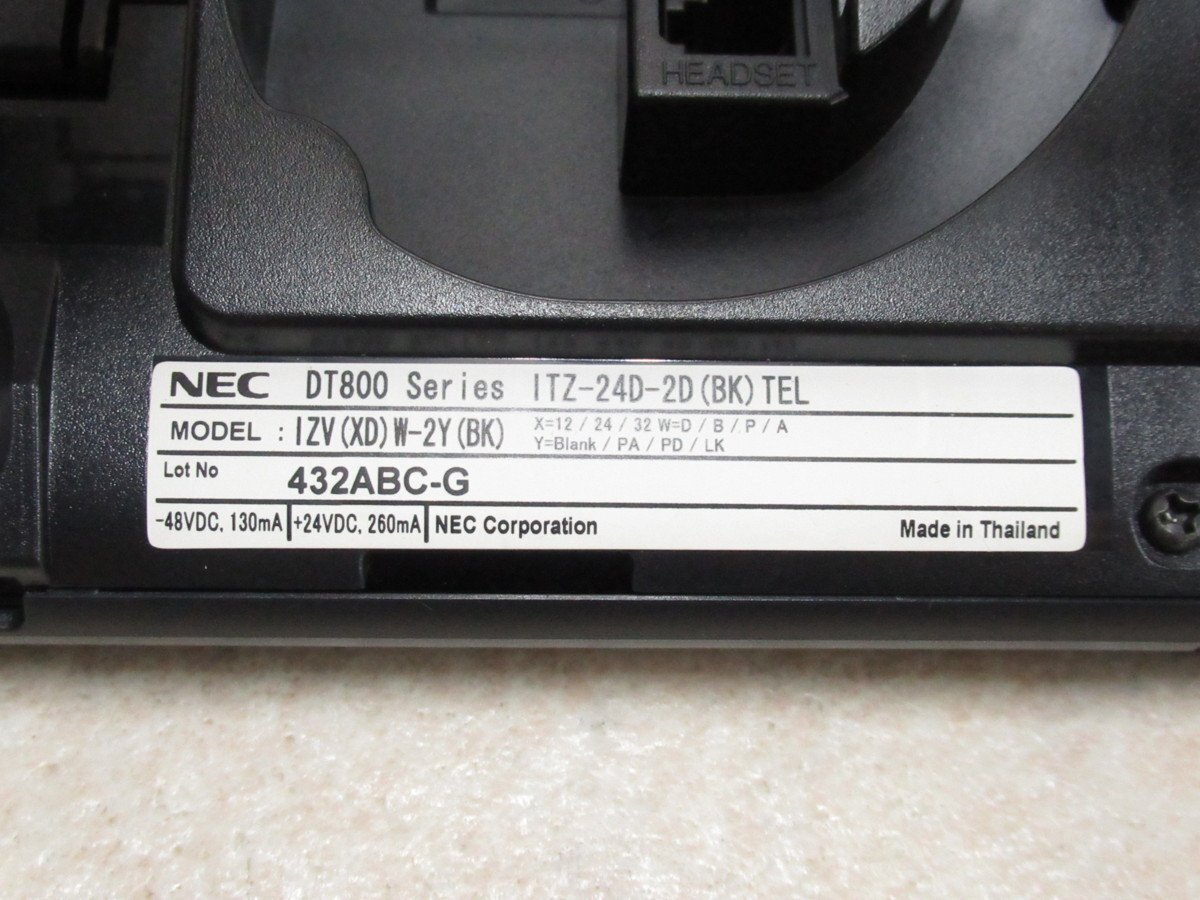 HEADSET
NEC DT800 Series ITZ-24D-2D(BK)TEL
MODEL : IZV(XD)W-2Y(BK) X=12 / 24 / 32 W=D / B / P / A
Y=Blank / PA / PD / LK
Lot No
432ABC-G
-48VDC, 130mA +24VDC, 260mA NEC Corporation Made in Thailand